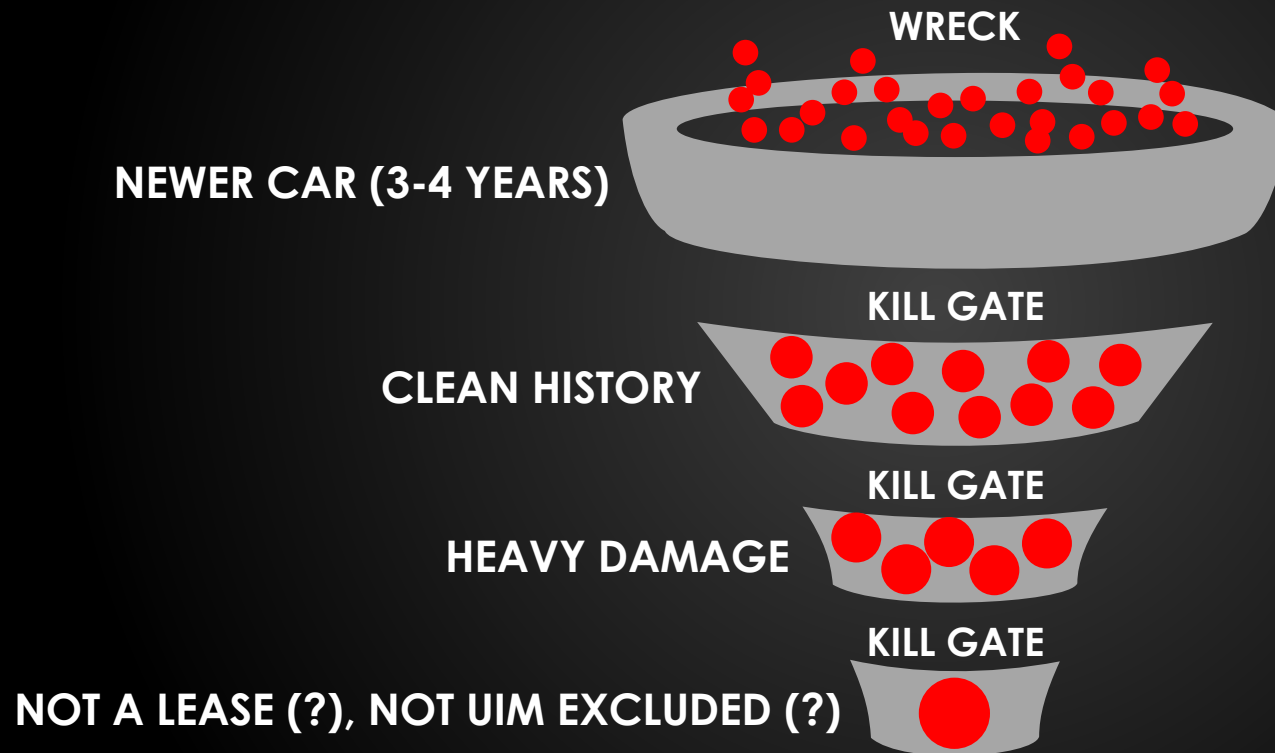 WRECK
NEWER CAR (3-4 YEARS)
KILL GATE
CLEAN HISTORY
KILL GATE
HEAVY DAMAGE
KILL GATE
NOT A LEASE (?), NOT UIM EXCLUDED (?)